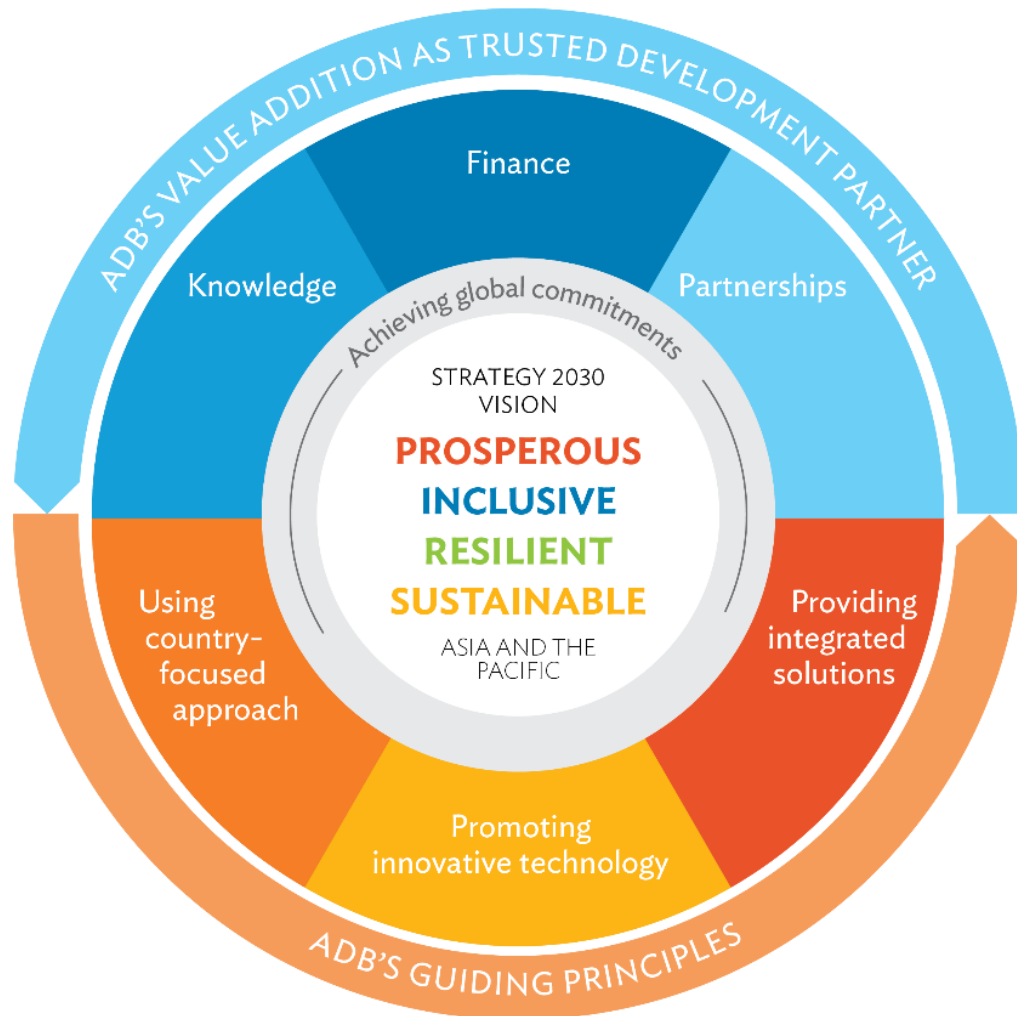 ADB'S VALUE ADDITION AS TRUSTED DEVELOPMENT PARTNER
Finance
Knowledge
Partnerships
Achieving global commitments
STRATEGY 2030
VISION
PROSPEROUS
INCLUSIVE
RESILIENT
SUSTAINABLE
ASIA AND THE
PACIFIC
Using
country-
focused
approach
Promoting
innovative technology
Providing
integrated
solutions
ADB'S GUIDING PRINCIPLES